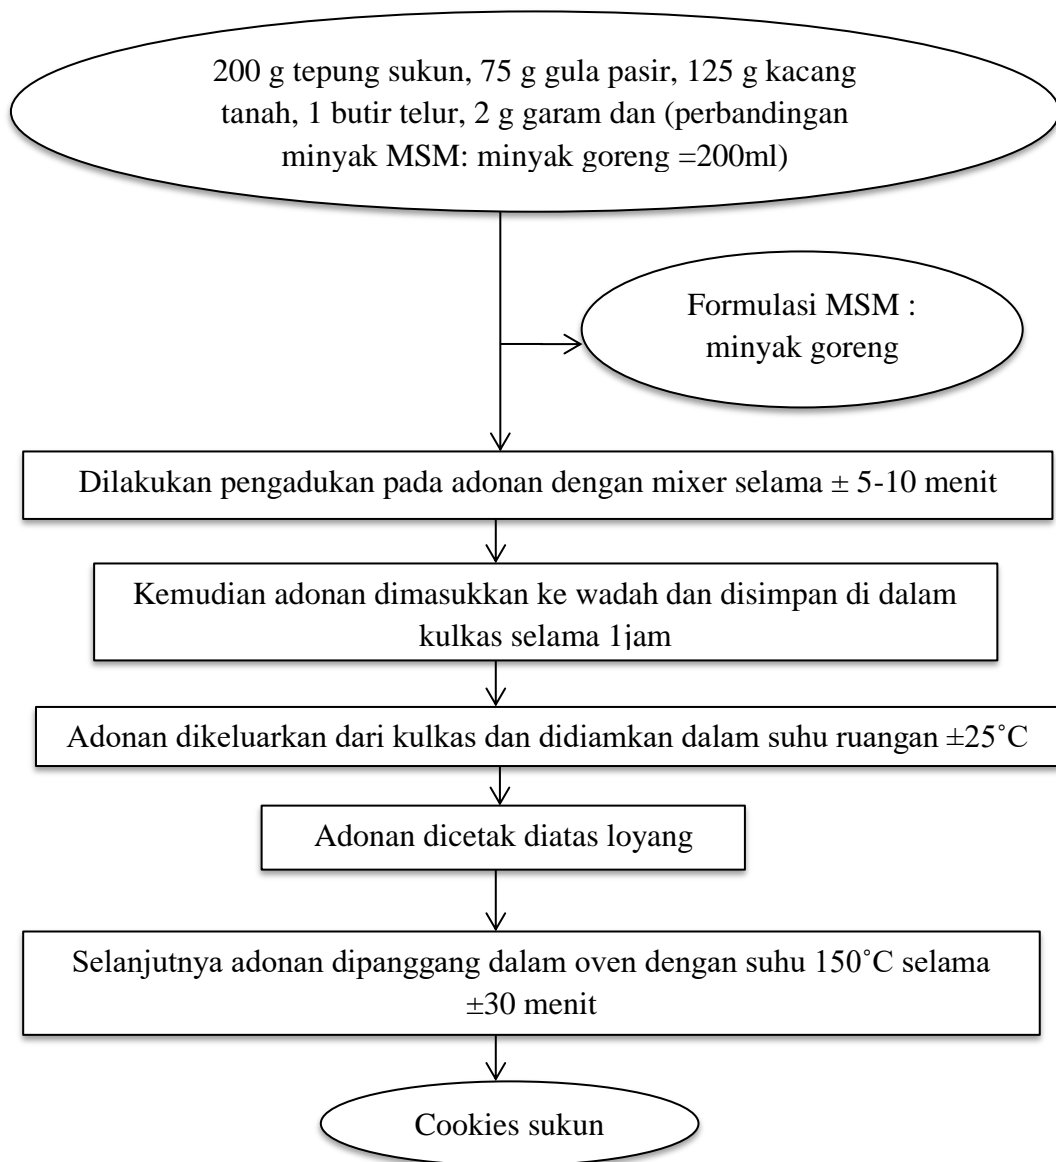 200 g tepung sukun, 75 g gula pasir, 125 g kacang
tanah, 1 butir telur, 2 g garam dan (perbandingan
minyak MSM: minyak goreng =200ml)
Formulasi MSM :
minyak goreng
Dilakukan pengadukan pada adonan dengan mixer selama ± 5-10 menit
Kemudian adonan dimasukkan ke wadah dan disimpan di dalam
kulkas selama 1jam
Adonan dikeluarkan dari kulkas dan didiamkan dalam suhu ruangan ±25˚C
Adonan dicetak diatas loyang
Selanjutnya adonan dipanggang dalam oven dengan suhu 150˚C selama
±30 menit
Cookies sukun